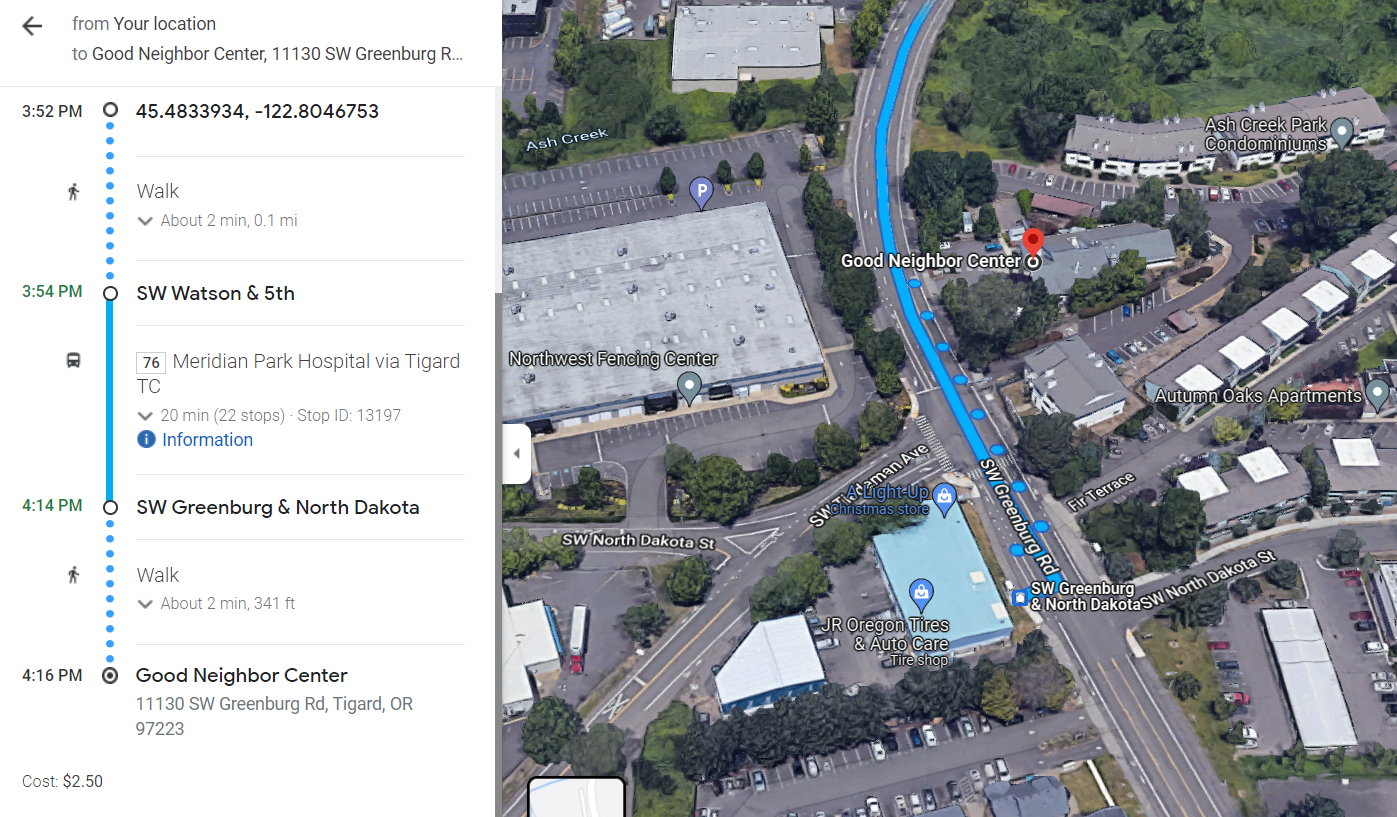 from Your location
to Good Neighbor Center, 11130 SW Greenburg R...
3:52 PM
45.4833934, -122.8046753
Walk
About 2 min, 0.1 mi
3:54 PM
SW Watson & 5th
76 Meridian Park Hospital via Tigard
TC
20 min (22 stops) · Stop ID: 13197
Information
4:14 PM
SW Greenburg & North Dakota
Walk
About 2 min, 341 ft
4:16 PM
Good Neighbor Center
11130 SW Greenburg Rd, Tigard, OR
97223
Cost: $2.50
Ash Creek
Ash Creek Park
Condominiums
P
Good Neighbor Center
Northwest Fencing Center
Autumn Oaks Apartments
SW Tiedeman Ave
A Light-Up
Christmas store
SW Greenburg Rd
Fir Terrace
SW North Dakota St
SW North Dakota St
SW Greenburg
& North Dakota
JR Oregon Tires
& Auto Care
Tire shop